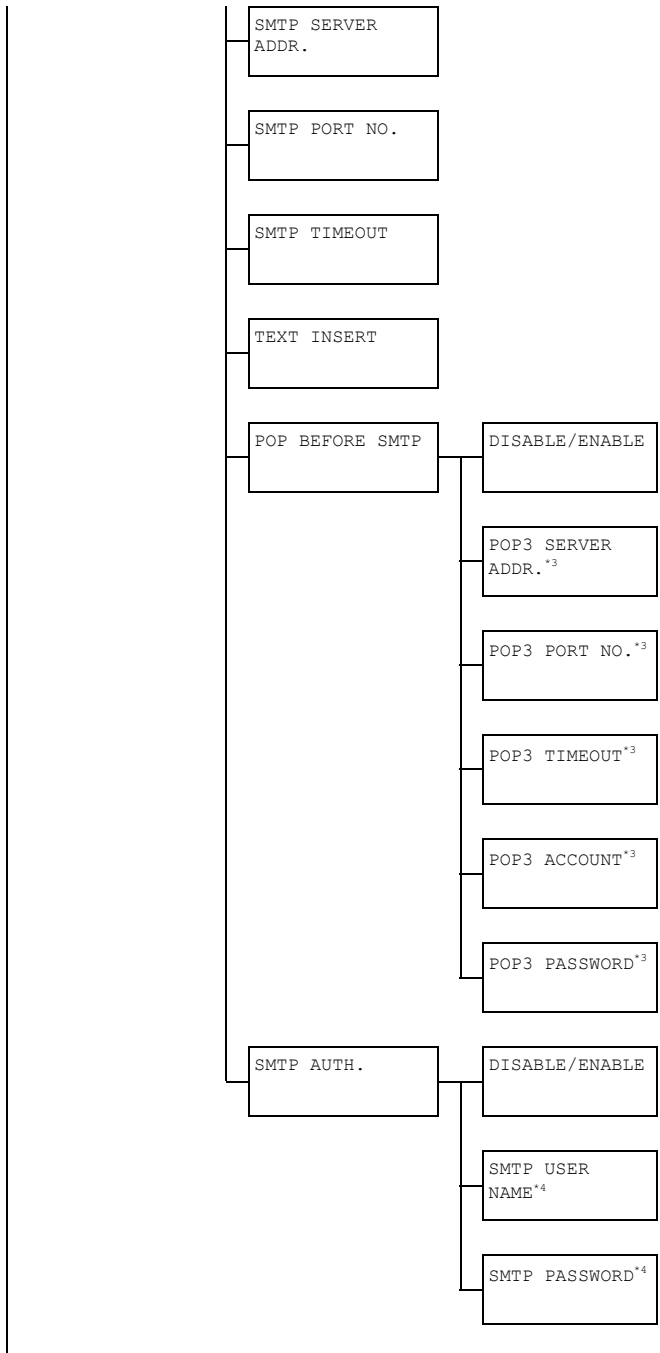 SMTP SERVER
ADDR.
SMTP PORT NO.
SMTP TIMEOUT
TEXT INSERT
POP BEFORE SMTP
DISABLE/ENABLE
POP3 SERVER
ADDR.*3
POP3 PORT NO.*3
POP3 TIMEOUT*3
POP3 ACCOUNT*3
POP3 PASSWORD*3
SMTP AUTH.
DISABLE/ENABLE
SMTP USER
NAME*4
SMTP PASSWORD*4